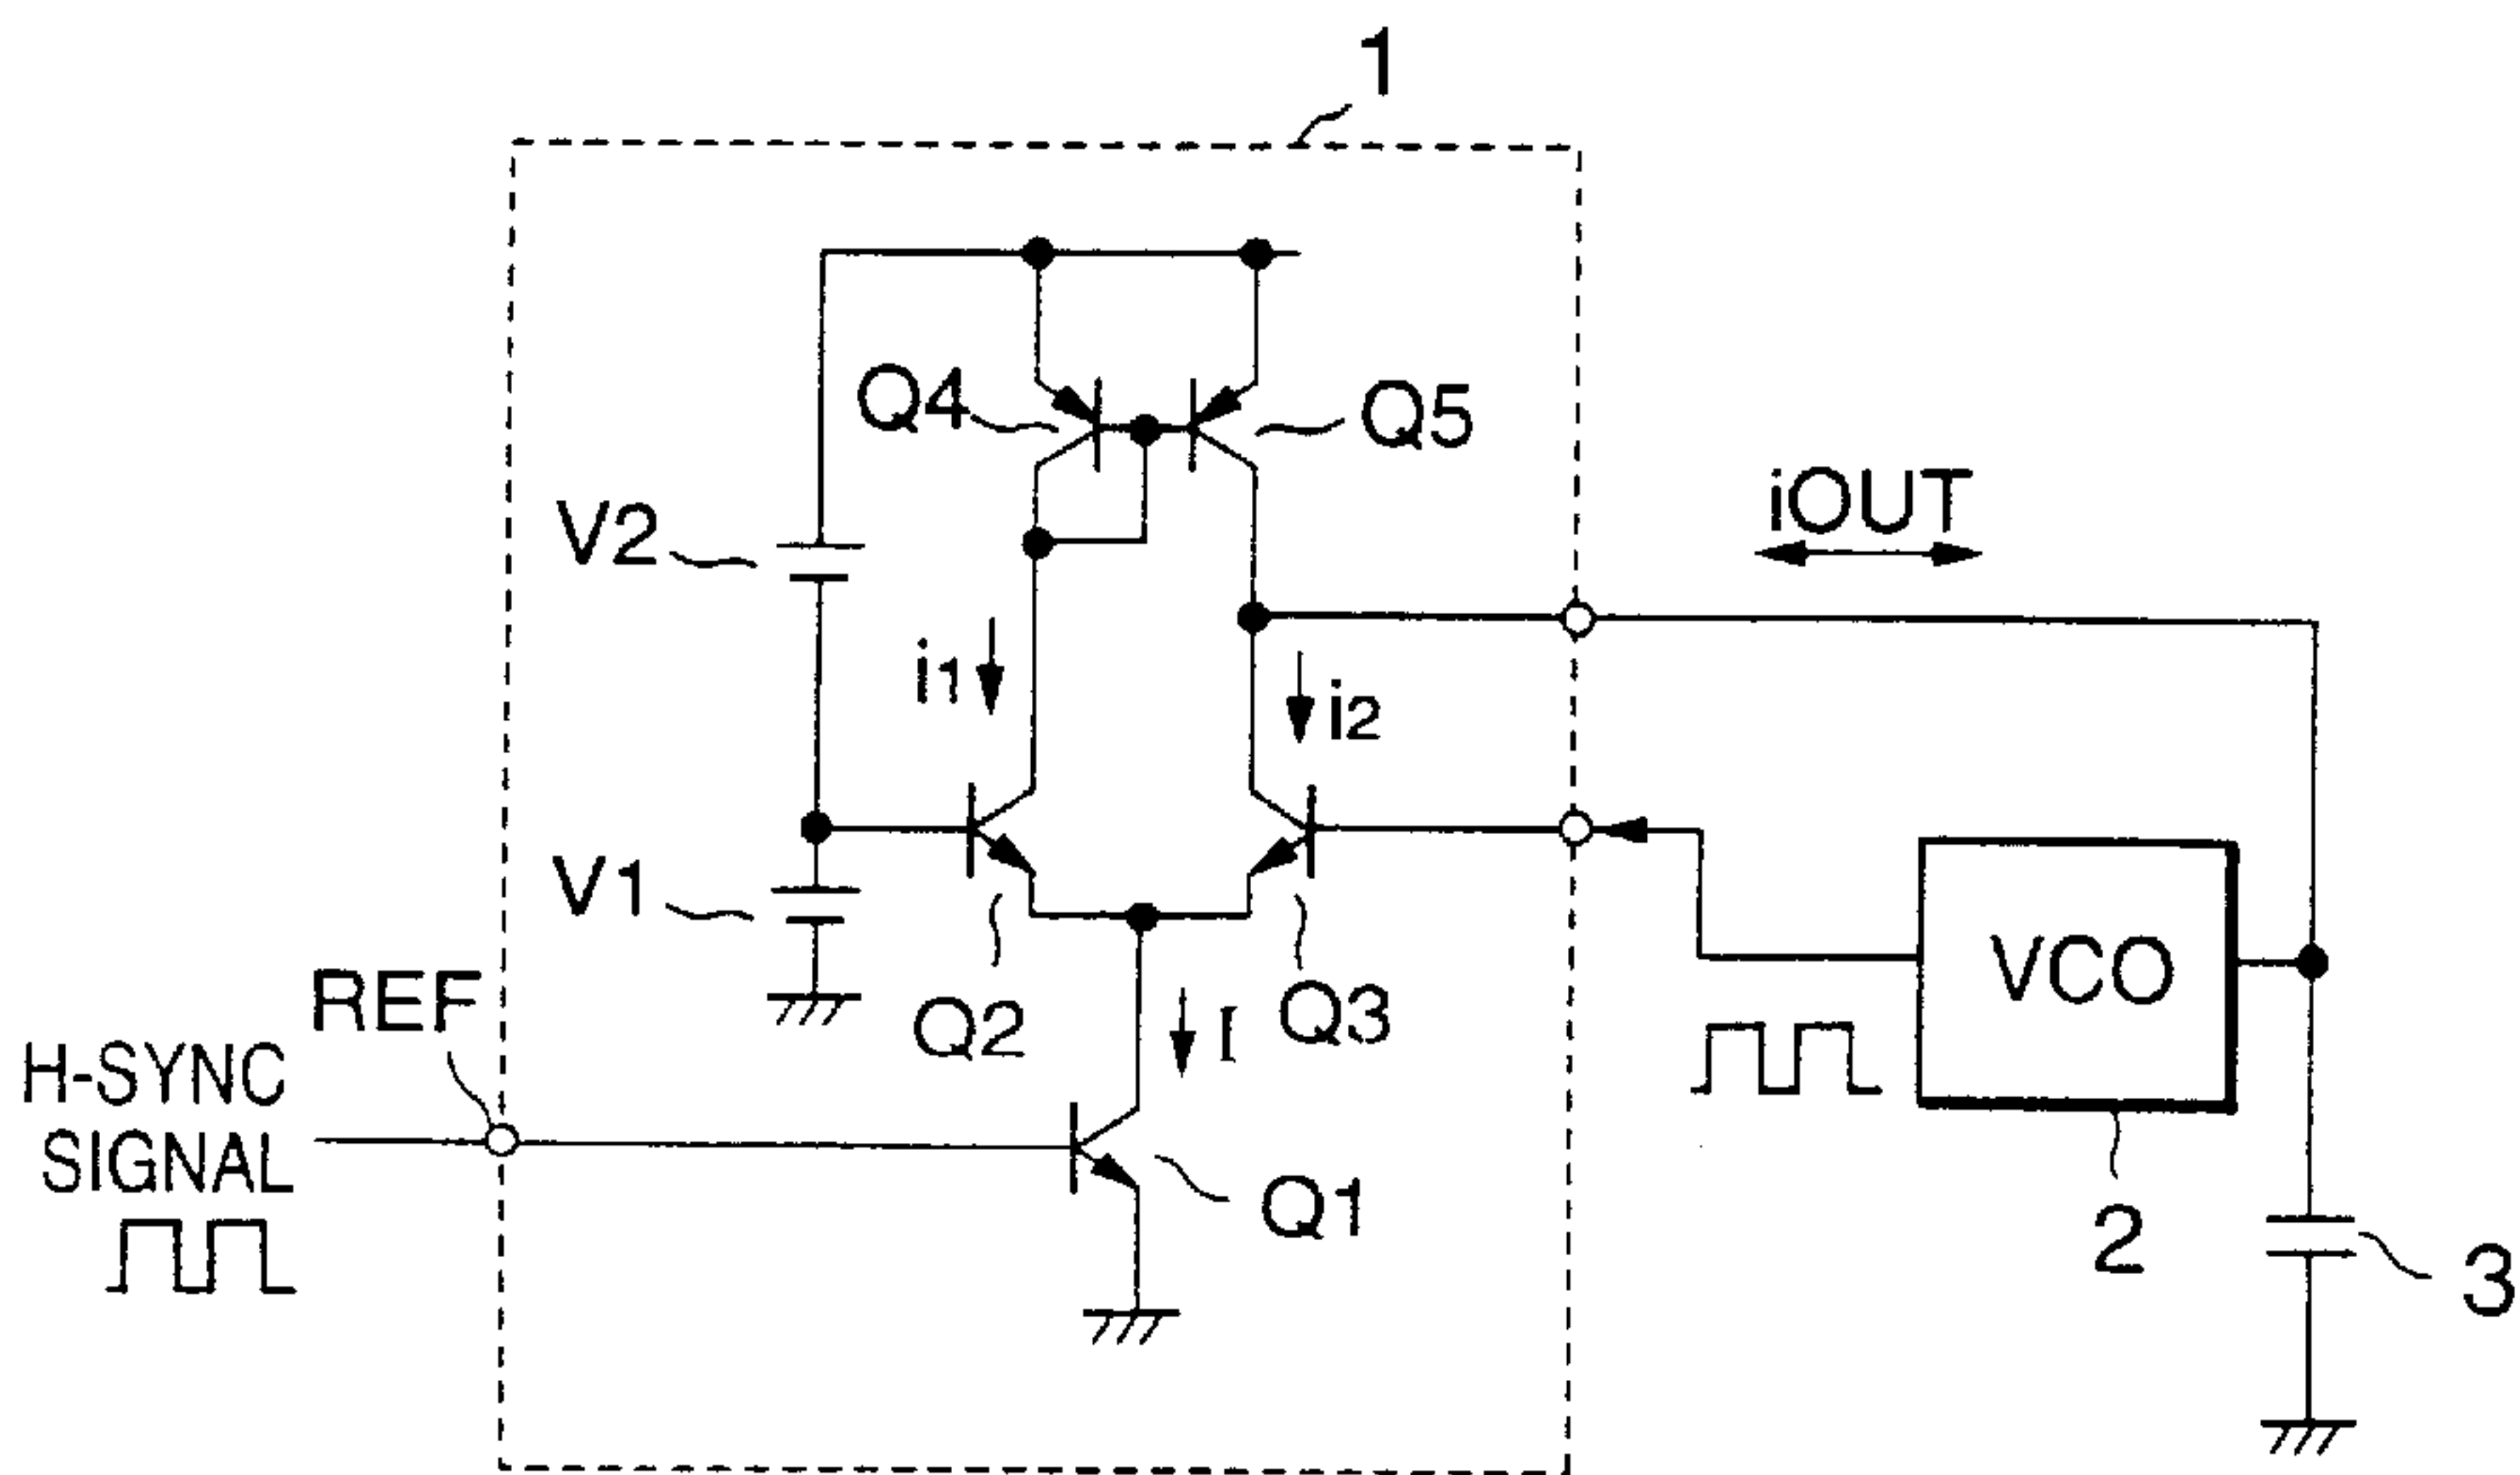 1
Q4
Q5
V2
iOUT
i1
i2
V1
VCO
REF
Q2
Q3
I
H-SYNC
SIGNAL
Q1
2
3